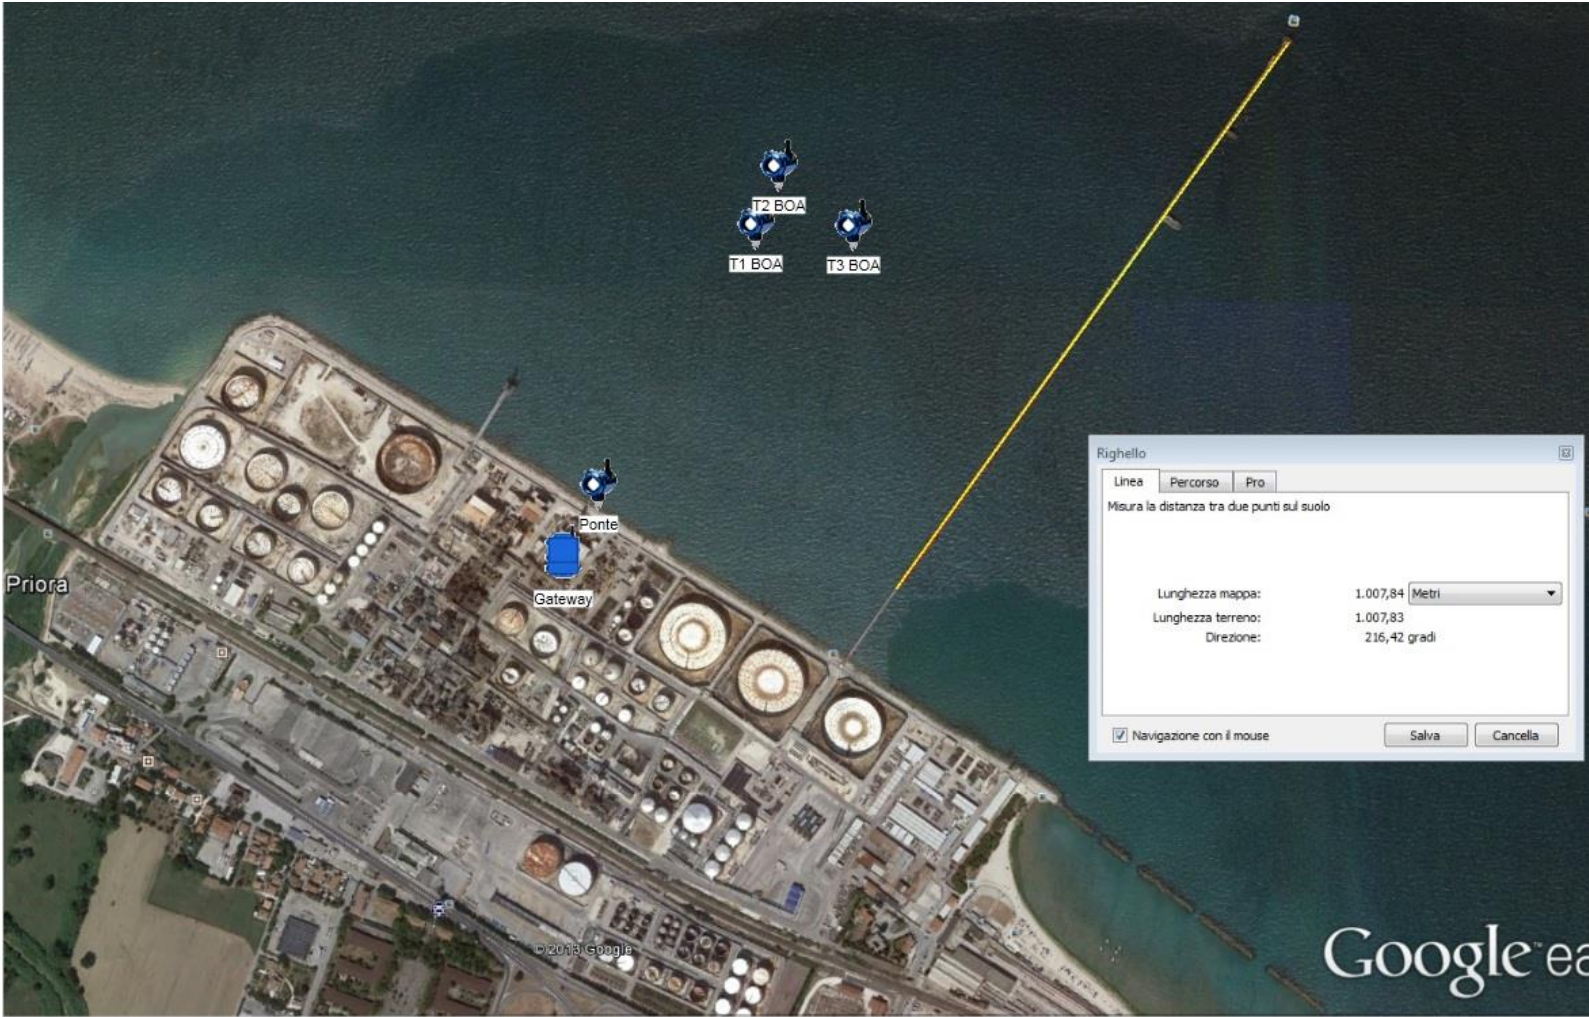 T2 BOA
T1 BOA
T3 BOA
Ponte
Gateway
Priora
Righello
Linea
Percorso
Pro
Misura la distanza tra due punti sul suolo
Lunghezza mappa: 1.007,84 Metri
Lunghezza terreno: 1.007,83
Direzione: 216,42 gradi
Navigazione con il mouse
Salva
Cancella
© 2013 Google
Google ea